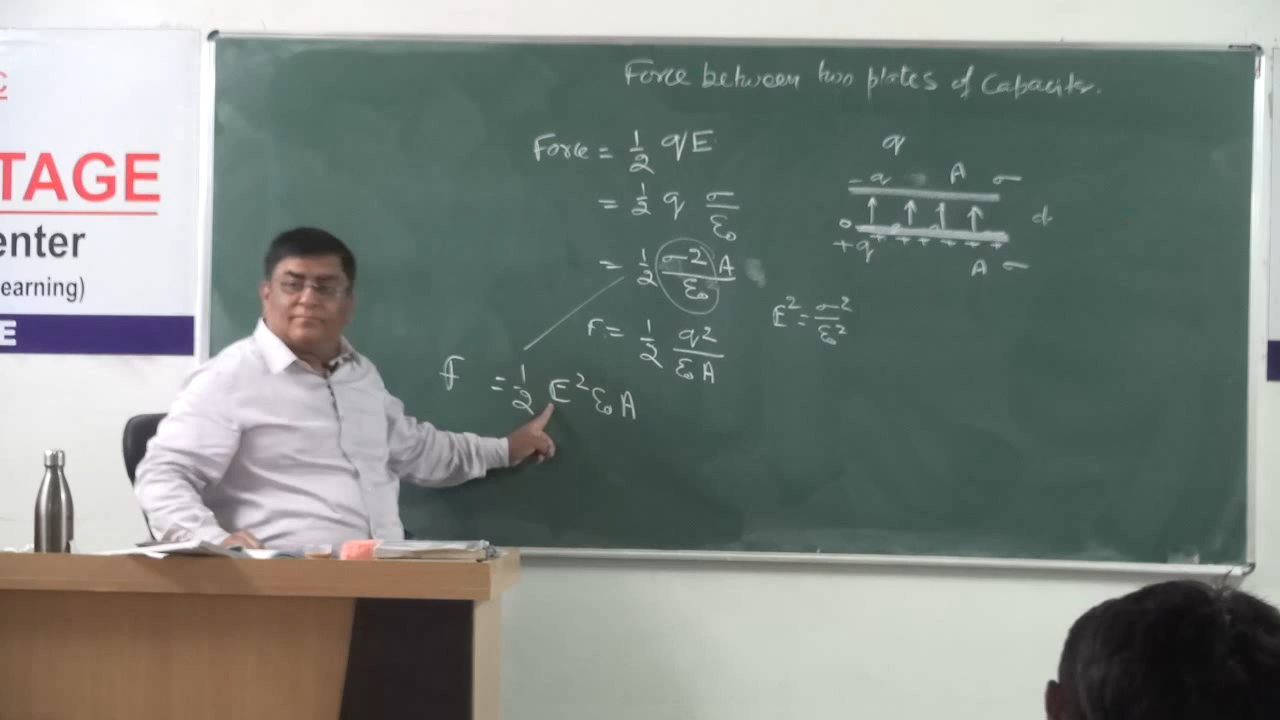 C
TAGE
enter
earning)
E
Force between two plates of Capacitor.
Force = 1/2 qE
= 1/2 q σ/ε₀
= 1/2 σ2/ε₀ A
F = 1/2 q2/ε₀A
F = 1/2 E² ε₀ A
E² = σ²/ε₀²
q
-q A σ
d
+ + + + + + + +
+q
A σ